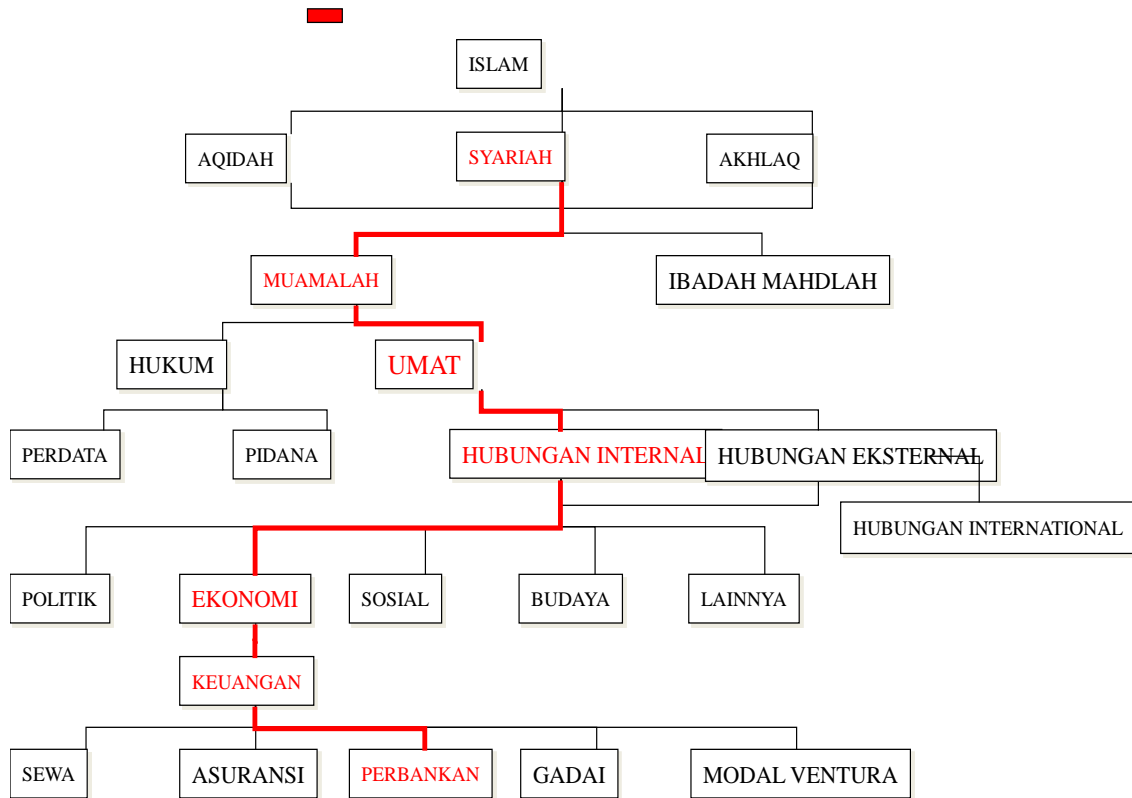 ISLAM
AQIDAH
SYARIAH
AKHLAQ
MUAMALAH
IBADAH MAHDLAH
HUKUM
UMAT
PERDATA
PIDANA
HUBUNGAN INTERNAL
HUBUNGAN EKSTERNAL
HUBUNGAN INTERNATIONAL
POLITIK
EKONOMI
SOSIAL
BUDAYA
LAINNYA
KEUANGAN
SEWA
ASURANSI
PERBANKAN
GADAI
MODAL VENTURA